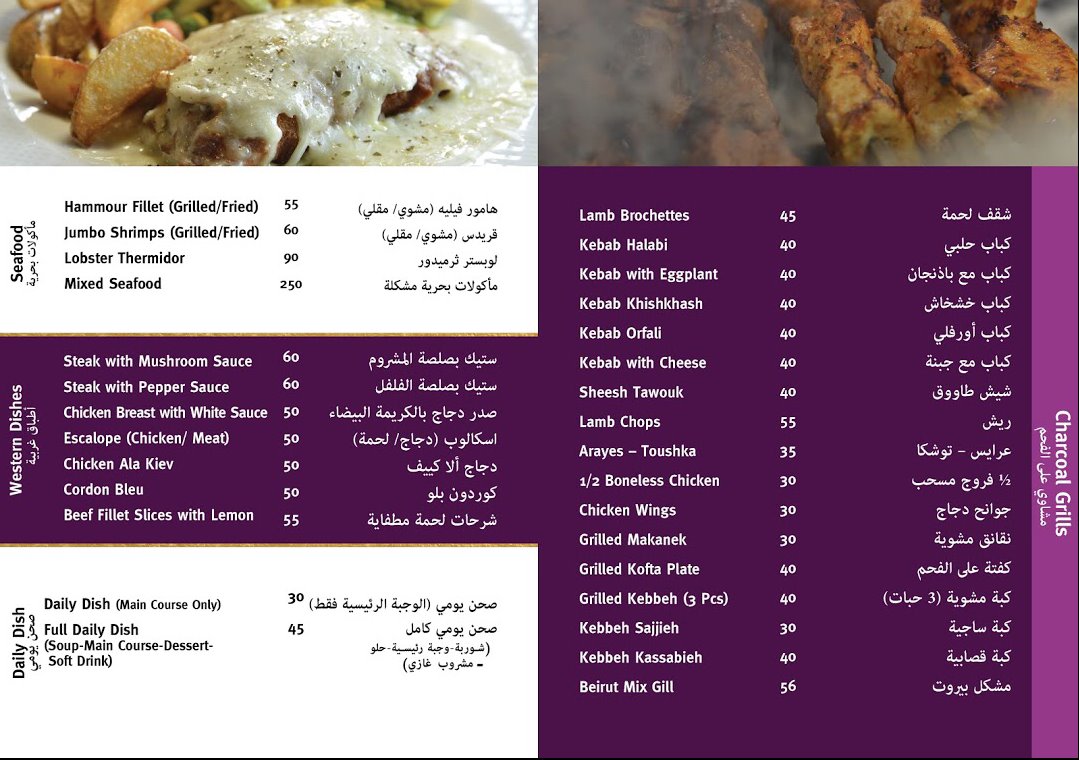 Seafood
مأكولات بحرية
Hammour Fillet (Grilled/Fried) 55 هامور فيليه (مشوي/ مقلي)
Jumbo Shrimps (Grilled/Fried) 60 قريدس (مشوي/ مقلي)
Lobster Thermidor 90 لوبستر ثرميدور
Mixed Seafood 250 مأكولات بحرية مشكلة
Western Dishes
أطباق غربية
Steak with Mushroom Sauce 60 ستيك بصلصة المشروم
Steak with Pepper Sauce 60 ستيك بصلصة الفلفل
Chicken Breast with White Sauce 50 صدر دجاج بالكريمة البيضاء
Escalope (Chicken/ Meat) 50 اسكالوب (دجاج/ لحمة)
Chicken Ala Kiev 50 دجاج ألا كييف
Cordon Bleu 50 كوردون بلو
Beef Fillet Slices with Lemon 55 شرحات لحمة مطفاية
Daily Dish
صحن يومي
Daily Dish (Main Course Only) 30 صحن يومي (الوجبة الرئيسية فقط)
Full Daily Dish 45 صحن يومي كامل
(Soup-Main Course-Dessert- (شوربة-وجبة رئيسية-حلو
Soft Drink) - مشروب غازي)
Charcoal Grills
مشاوي على الفحم
Lamb Brochettes 45 شقف لحمة
Kebab Halabi 40 كباب حلبي
Kebab with Eggplant 40 كباب مع باذنجان
Kebab Khishkhash 40 كباب خشخاش
Kebab Orfali 40 كباب أورفلي
Kebab with Cheese 40 كباب مع جبنة
Sheesh Tawouk 40 شيش طاووق
Lamb Chops 55 ريش
Arayes – Toushka 35 عرايس - توشكا
1/2 Boneless Chicken 30 ½ فروج مسحب
Chicken Wings 30 جوانح دجاج
Grilled Makanek 30 نقانق مشوية
Grilled Kofta Plate 40 كفتة على الفحم
Grilled Kebbeh (3 Pcs) 40 كبة مشوية (3 حبات)
Kebbeh Sajjieh 30 كبة ساجية
Kebbeh Kassabieh 40 كبة قصابية
Beirut Mix Gill 56 مشكل بيروت